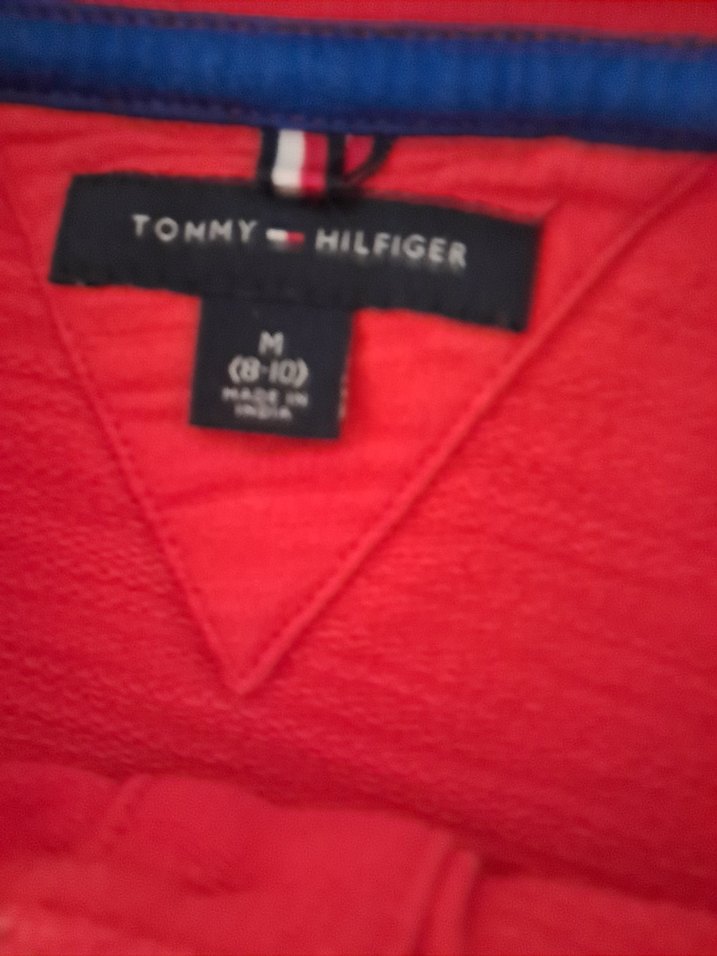 TOMMY HILFIGER
M
(8-10)
MADE IN
INDIA